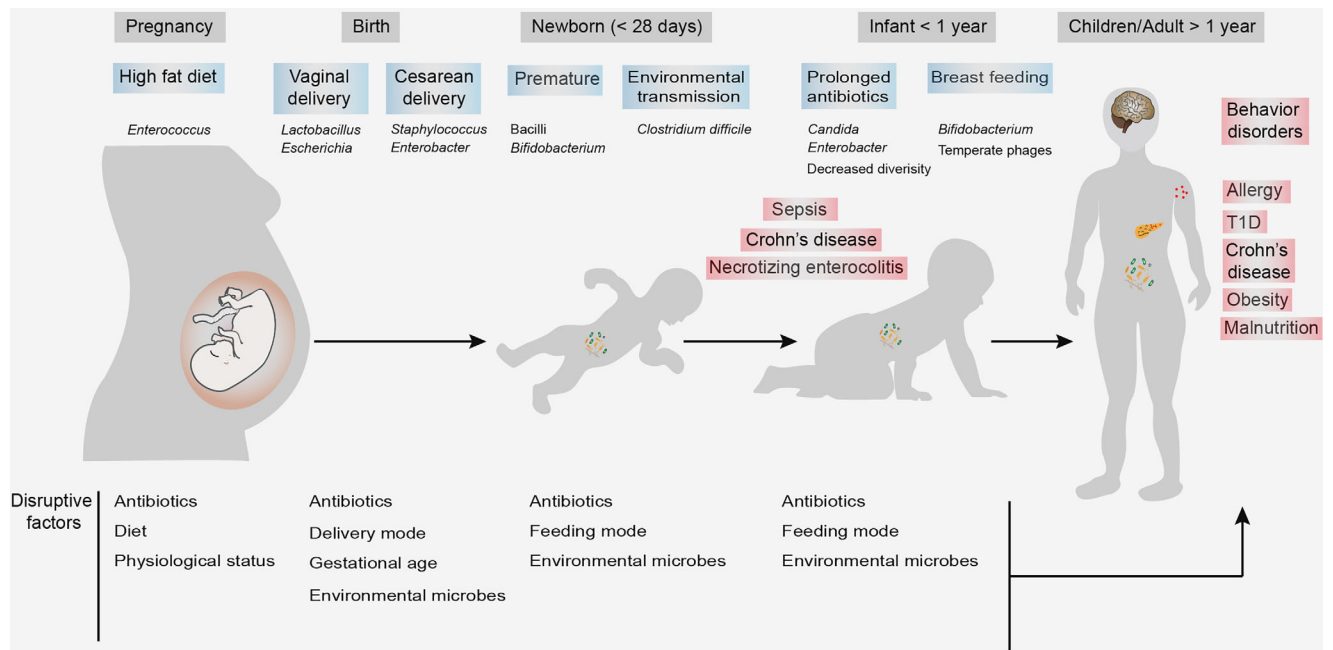 Pregnancy
Birth
Newborn (< 28 days)
Infant < 1 year
Children/Adult > 1 year
High fat diet
Enterococcus
Vaginal
delivery
Lactobacillus
Escherichia
Cesarean
delivery
Staphylococcus
Enterobacter
Premature
Bacilli
Bifidobacterium
Environmental
transmission
Clostridium difficile
Prolonged
antibiotics
Candida
Enterobacter
Decreased diverisity
Breast feeding
Bifidobacterium
Temperate phages
Sepsis
Crohn's disease
Necrotizing enterocolitis
Behavior
disorders
Allergy
T1D
Crohn's
disease
Obesity
Malnutrition
Disruptive
factors
Antibiotics
Diet
Physiological status
Antibiotics
Delivery mode
Gestational age
Environmental microbes
Antibiotics
Feeding mode
Environmental microbes
Antibiotics
Feeding mode
Environmental microbes